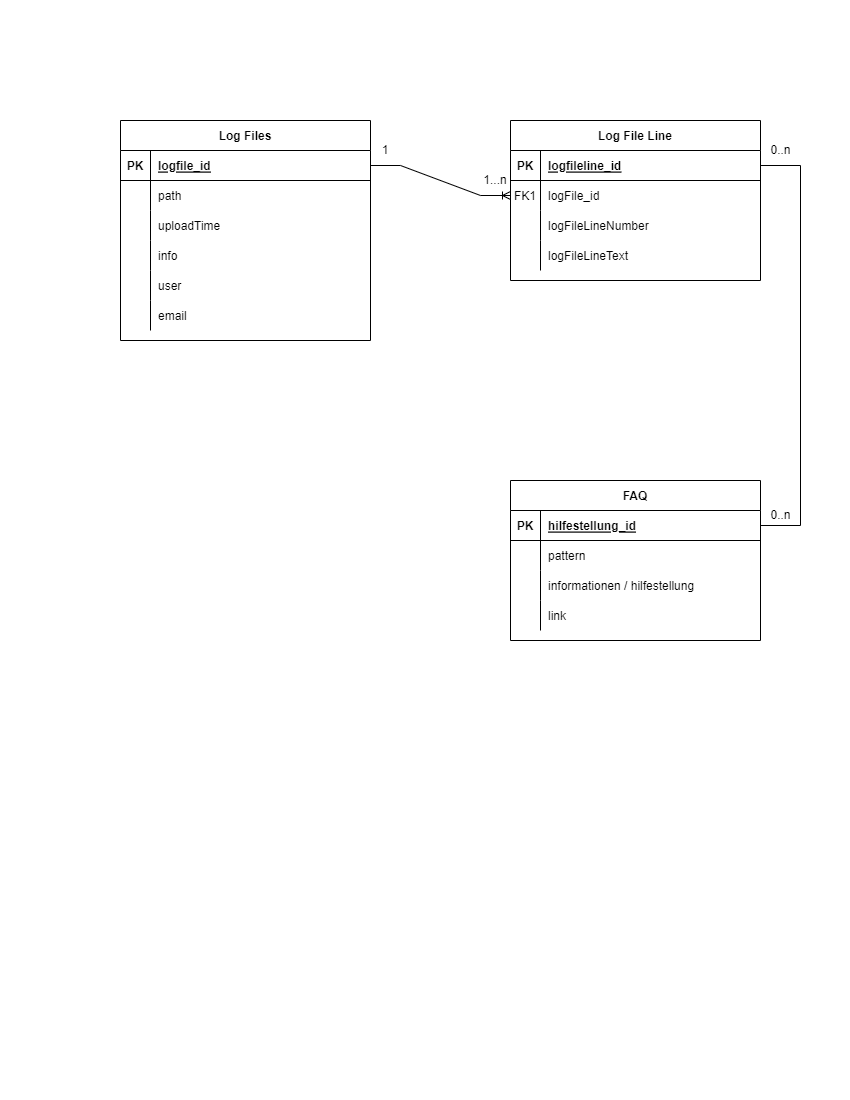 Log Files
PK logfile_id
path
uploadTime
info
user
email
1
1...n
Log File Line
PK logfileline_id
FK1 logFile_id
logFileLineNumber
logFileLineText
0..n
0..n
FAQ
PK hilfestellung_id
pattern
informationen / hilfestellung
link